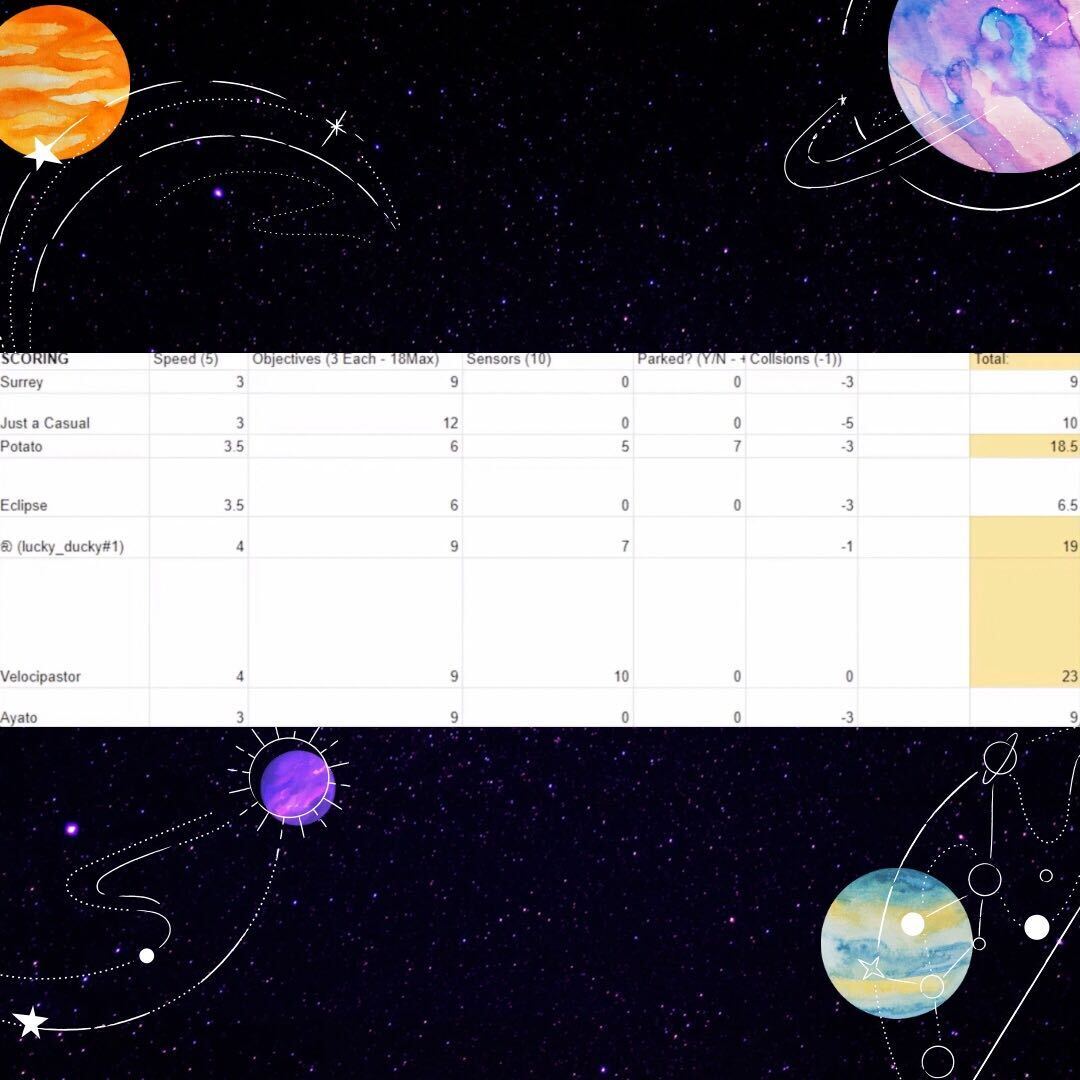 SCORING Speed (5) Objectives (3 Each - 18Max) Sensors (10) Parked? (Y/N - + Collsions (-1)) Total:
Surrey 3 9 0 0 -3 9
Just a Casual 3 12 0 0 -5 10
Potato 3.5 6 5 7 -3 18.5
Eclipse 3.5 6 0 0 -3 6.5
(lucky_ducky#1) 4 9 7 -1 19
Velocipastor 4 9 10 0 0 23
Ayato 3 9 0 0 -3 9